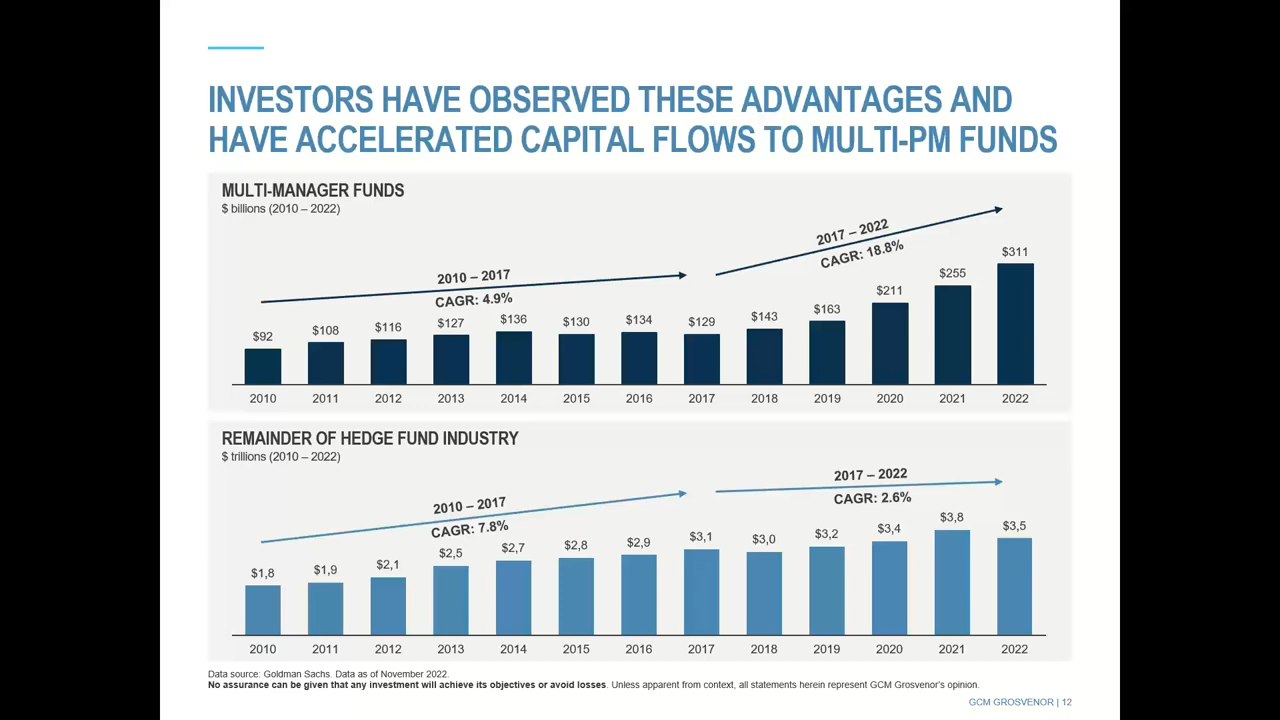 INVESTORS HAVE OBSERVED THESE ADVANTAGES AND
HAVE ACCELERATED CAPITAL FLOWS TO MULTI-PM FUNDS
MULTI-MANAGER FUNDS
$ billions (2010 – 2022)
2010 – 2017
CAGR: 4.9%
2017 – 2022
CAGR: 18.8%
$92 $108 $116 $127 $136 $130 $134 $129 $143 $163 $211 $255 $311
2010 2011 2012 2013 2014 2015 2016 2017 2018 2019 2020 2021 2022
REMAINDER OF HEDGE FUND INDUSTRY
$ trillions (2010 – 2022)
2010 – 2017
CAGR: 7.8%
2017 – 2022
CAGR: 2.6%
$1,8 $1,9 $2,1 $2,5 $2,7 $2,8 $2,9 $3,1 $3,0 $3,2 $3,4 $3,8 $3,5
2010 2011 2012 2013 2014 2015 2016 2017 2018 2019 2020 2021 2022
Data source: Goldman Sachs. Data as of November 2022.
No assurance can be given that any investment will achieve its objectives or avoid losses. Unless apparent from context, all statements herein represent GCM Grosvenor's opinion.
GCM GROSVENOR | 12